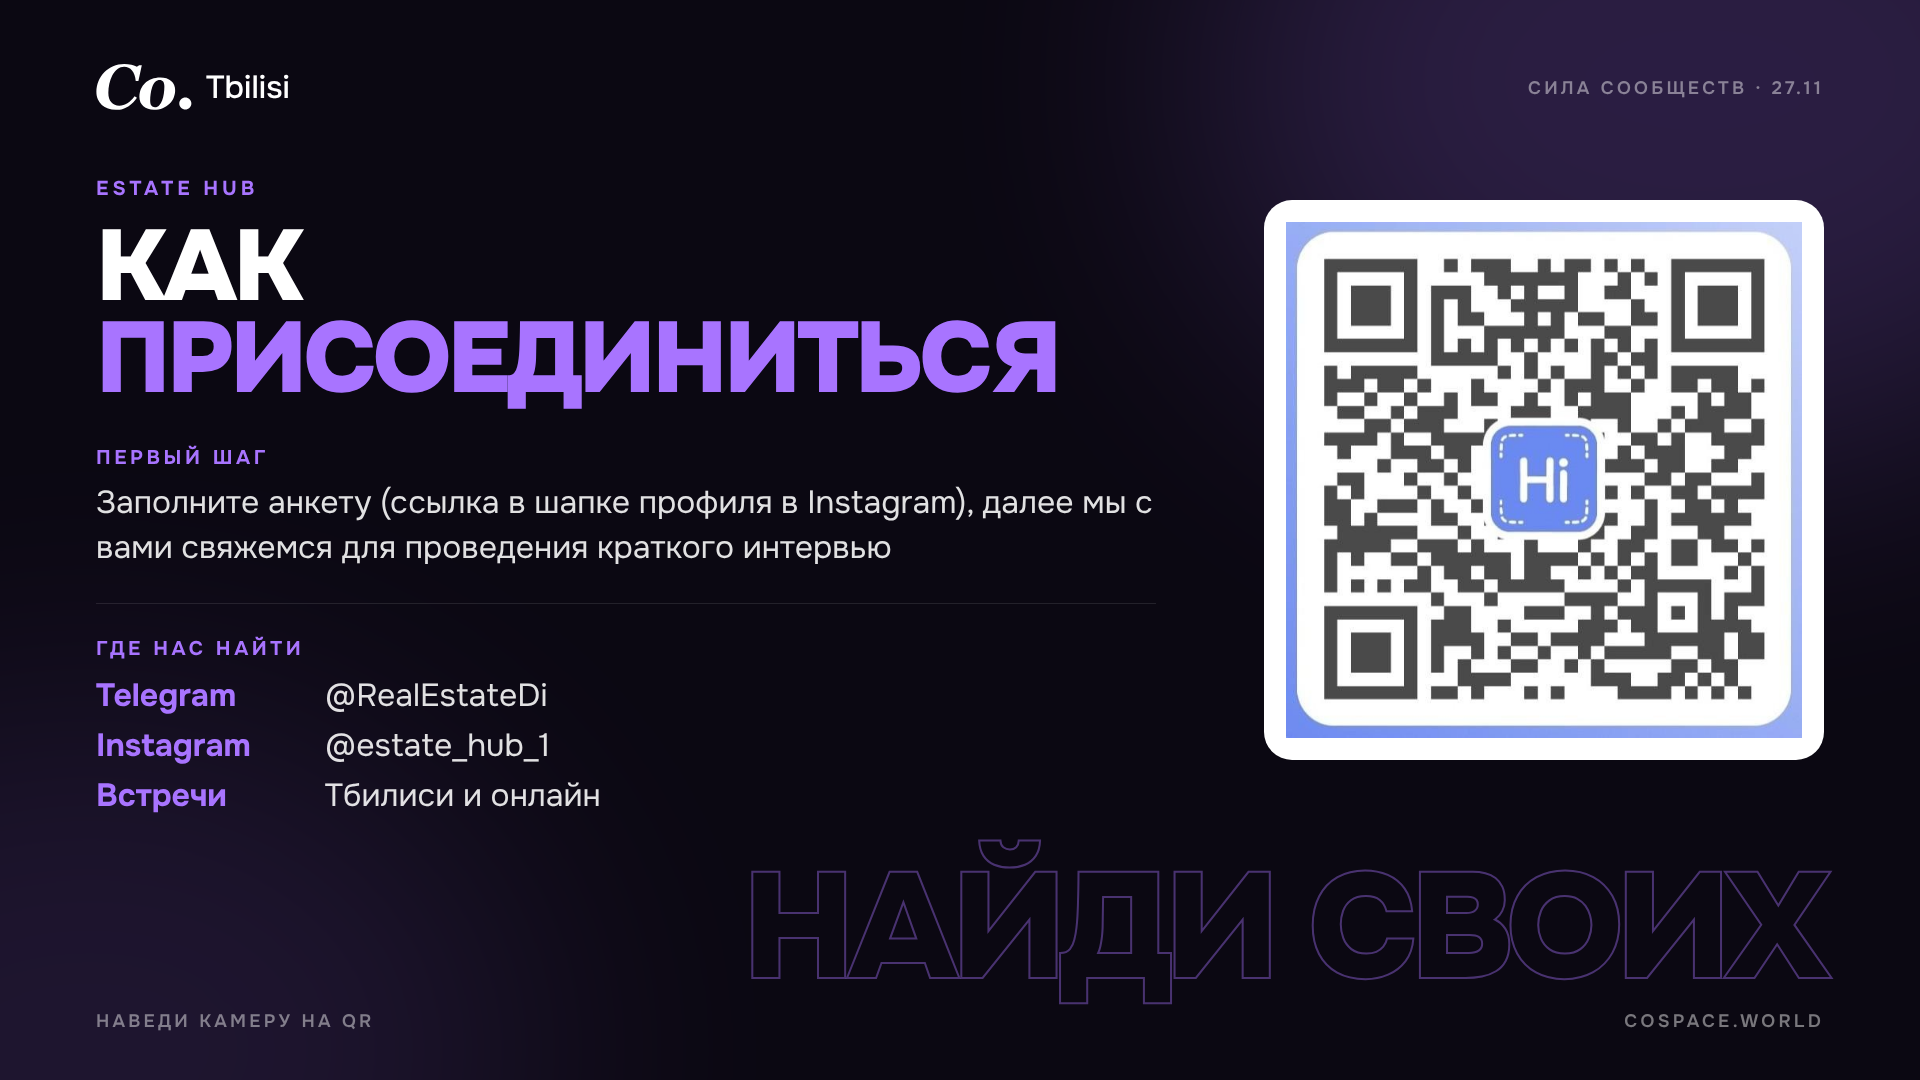 Co. Tbilisi
СИЛА СООБЩЕСТВ · 27.11
ESTATE HUB
КАК
ПРИСОЕДИНИТЬСЯ
ПЕРВЫЙ ШАГ
Заполните анкету (ссылка в шапке профиля в Instagram), далее мы с
вами свяжемся для проведения краткого интервью
ГДЕ НАС НАЙТИ
Telegram @RealEstateDi
Instagram @estate_hub_1
Встречи Тбилиси и онлайн
Hi
НАЙДИ СВОИХ
НАВЕДИ КАМЕРУ НА QR
COSPACE.WORLD